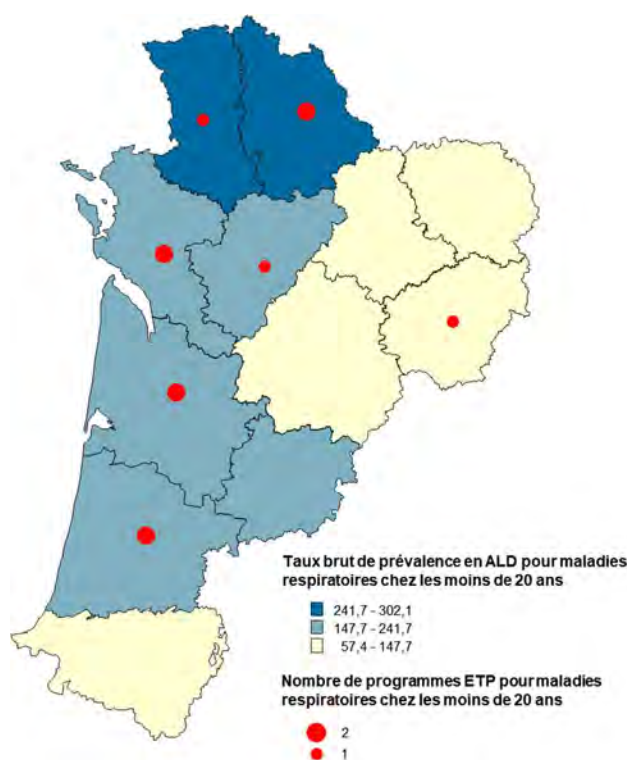 Taux brut de prévalence en ALD pour maladies
respiratoires chez les moins de 20 ans
241,7 - 302,1
147,7 - 241,7
57,4 - 147,7
Nombre de programmes ETP pour maladies
respiratoires chez les moins de 20 ans
2
1